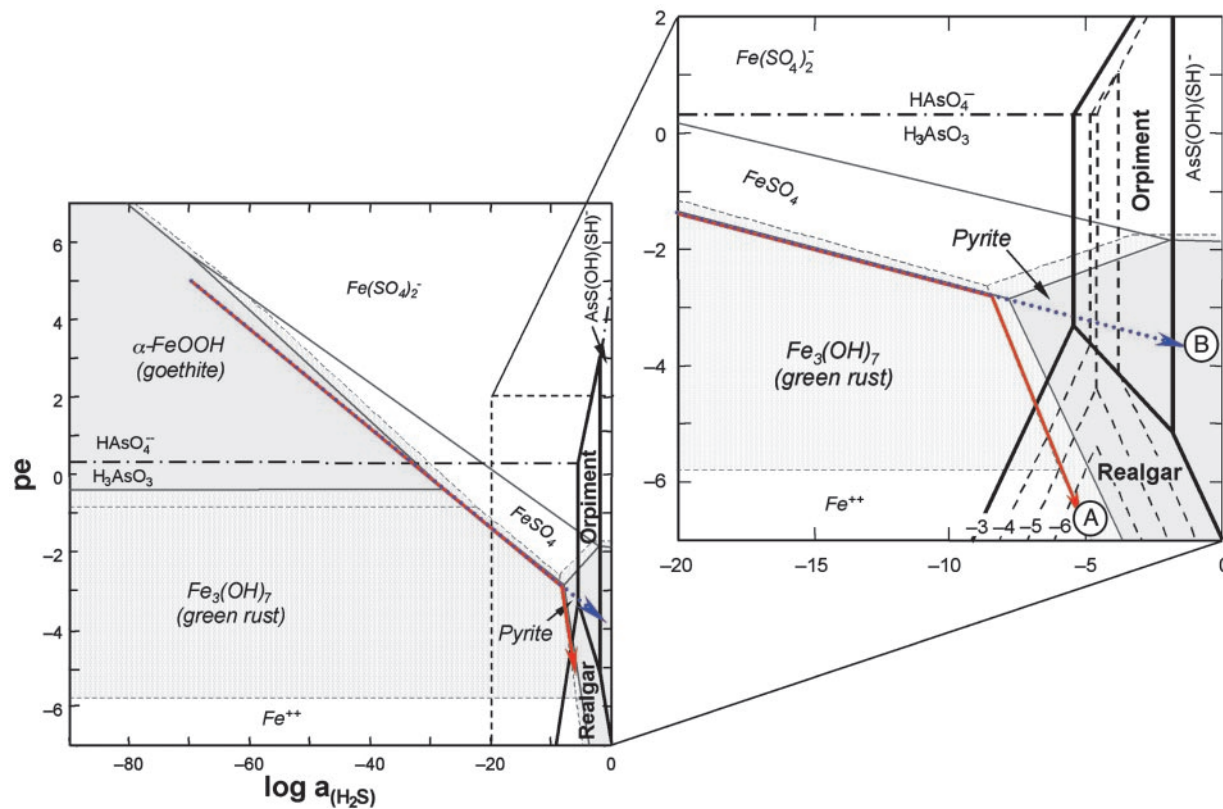 2
0
−2
−4
−6
−20
−15
−10
−5
0
Fe(SO4)2-
HAsO4−
H3AsO3
FeSO4
Pyrite
Orpiment
AsS(OH)(SH)-
B
Fe3(OH)7
(green rust)
Realgar
Fe++
−3 −4 −5 −6
A
6
4
2
0
−2
−4
−6
pe
Fe(SO4)2-
AsS(OH)(SH)-
α-FeOOH
(goethite)
HAsO4−−
H3AsO3
Orpiment
FeSO4
Fe3(OH)7
(green rust)
Pyrite
Realgar
Fe++
−80
−60
−40
−20
0
log a(H2S)